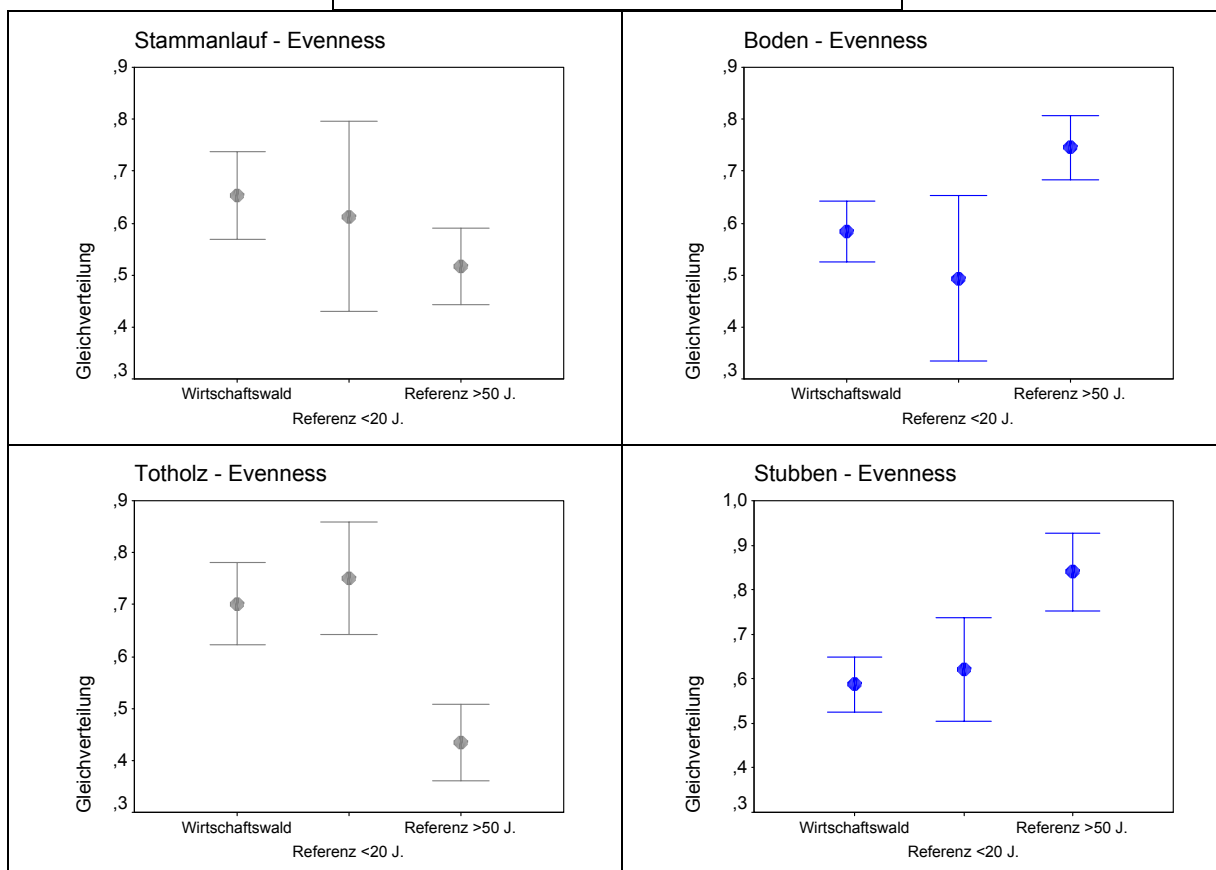 Stammanlauf - Evenness
Gleichverteilung
,9
,8
,7
,6
,5
,4
,3
Wirtschaftswald
Referenz <20 J.
Referenz >50 J.
Boden - Evenness
Gleichverteilung
,9
,8
,7
,6
,5
,4
,3
Wirtschaftswald
Referenz <20 J.
Referenz >50 J.
Totholz - Evenness
Gleichverteilung
,9
,8
,7
,6
,5
,4
,3
Wirtschaftswald
Referenz <20 J.
Referenz >50 J.
Stubben - Evenness
Gleichverteilung
1,0
,9
,8
,7
,6
,5
,4
,3
Wirtschaftswald
Referenz <20 J.
Referenz >50 J.